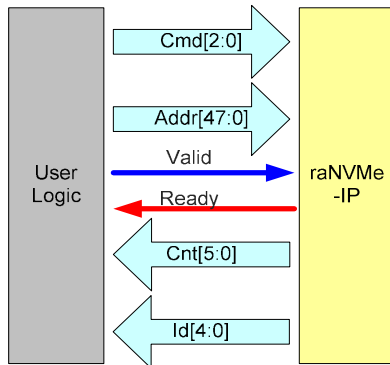 Cmd[2:0]
Addr[47:0]
Valid
User
Logic
raNVMe
-IP
Ready
Cnt[5:0]
Id[4:0]